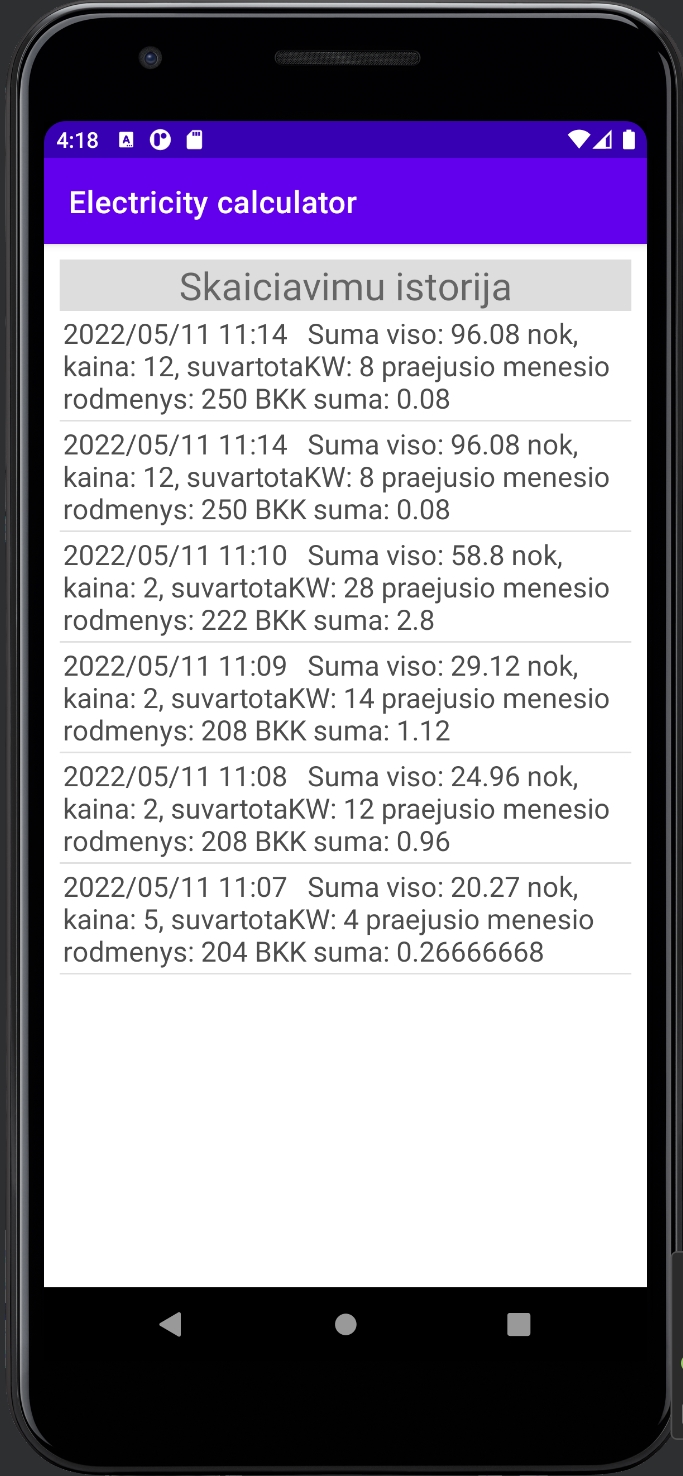 4:18
Electricity calculator
Skaiciavimu istorija
2022/05/11 11:14   Suma viso: 96.08 nok,
kaina: 12, suvartotaKW: 8 praejusio menesio
rodmenys: 250 BKK suma: 0.08
2022/05/11 11:14   Suma viso: 96.08 nok,
kaina: 12, suvartotaKW: 8 praejusio menesio
rodmenys: 250 BKK suma: 0.08
2022/05/11 11:10   Suma viso: 58.8 nok,
kaina: 2, suvartotaKW: 28 praejusio menesio
rodmenys: 222 BKK suma: 2.8
2022/05/11 11:09   Suma viso: 29.12 nok,
kaina: 2, suvartotaKW: 14 praejusio menesio
rodmenys: 208 BKK suma: 1.12
2022/05/11 11:08   Suma viso: 24.96 nok,
kaina: 2, suvartotaKW: 12 praejusio menesio
rodmenys: 208 BKK suma: 0.96
2022/05/11 11:07   Suma viso: 20.27 nok,
kaina: 5, suvartotaKW: 4 praejusio menesio
rodmenys: 204 BKK suma: 0.26666668